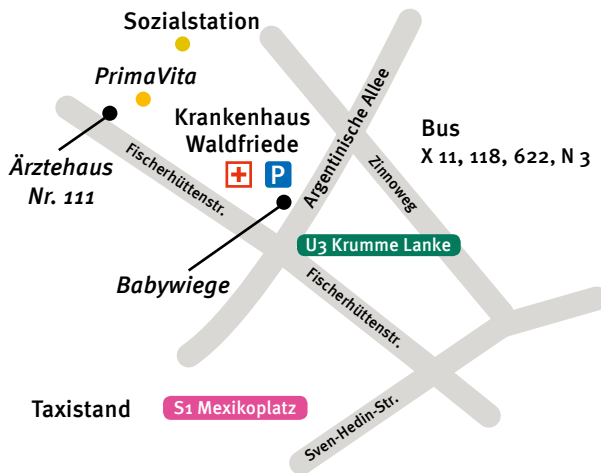 Sozialstation
PrimaVita
Krankenhaus
Waldfriede
Argentinische Allee
Bus
X 11, 118, 622, N 3
Ärztehaus
Nr. 111
Fischerhüttenstr.
P
Zinnoweg
U3 Krumme Lanke
Babywiege
Fischerhüttenstr.
Taxistand
S1 Mexikoplatz
Sven-Hedin-Str.